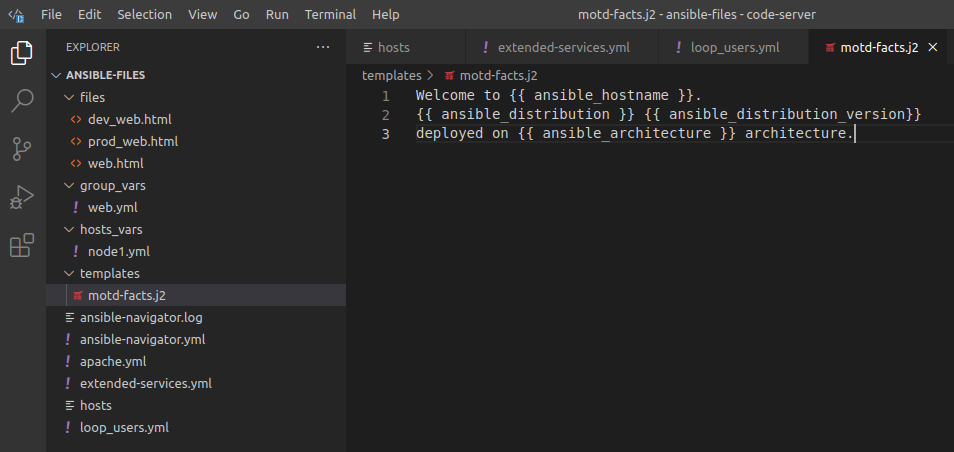 File Edit Selection View Go Run Terminal Help motd-facts.j2 - ansible-files - code-server
EXPLORER ···
ANSIBLE-FILES
files
<> dev_web.html
<> prod_web.html
<> web.html
group_vars
! web.yml
hosts_vars
! node1.yml
templates
motd-facts.j2
ansible-navigator.log
! ansible-navigator.yml
! apache.yml
! extended-services.yml
hosts
! loop_users.yml
hosts ! extended-services.yml ! loop_users.yml motd-facts.j2 ×
templates > motd-facts.j2
1 Welcome to {{ ansible_hostname }}.
2 {{ ansible_distribution }} {{ ansible_distribution_version}}
3 deployed on {{ ansible_architecture }} architecture.